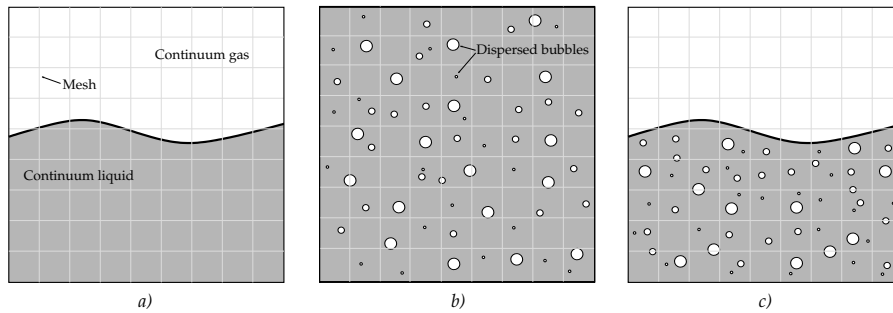 Continuum gas
Mesh
Continuum liquid
Dispersed bubbles
a)
b)
c)